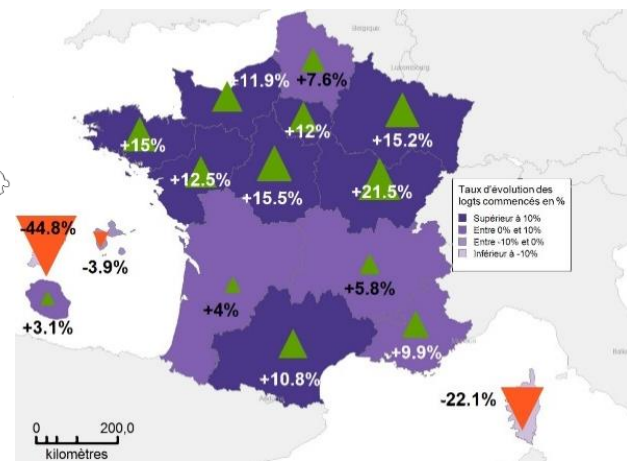 Belgique
Luxembourg
+11.9%
+7.6%
+12%
+15.2%
+15%
+12.5%
+15.5%
+21.5%
Taux d'évolution des
logts commencés en %
Supérieur à 10%
Entre 0% et 10%
Entre -10% et 0%
Inférieur à -10%
-44.8%
-3.9%
+3.1%
+4%
+5.8%
+9.9%
+10.8%
-22.1%
0 200,0
kilomètres